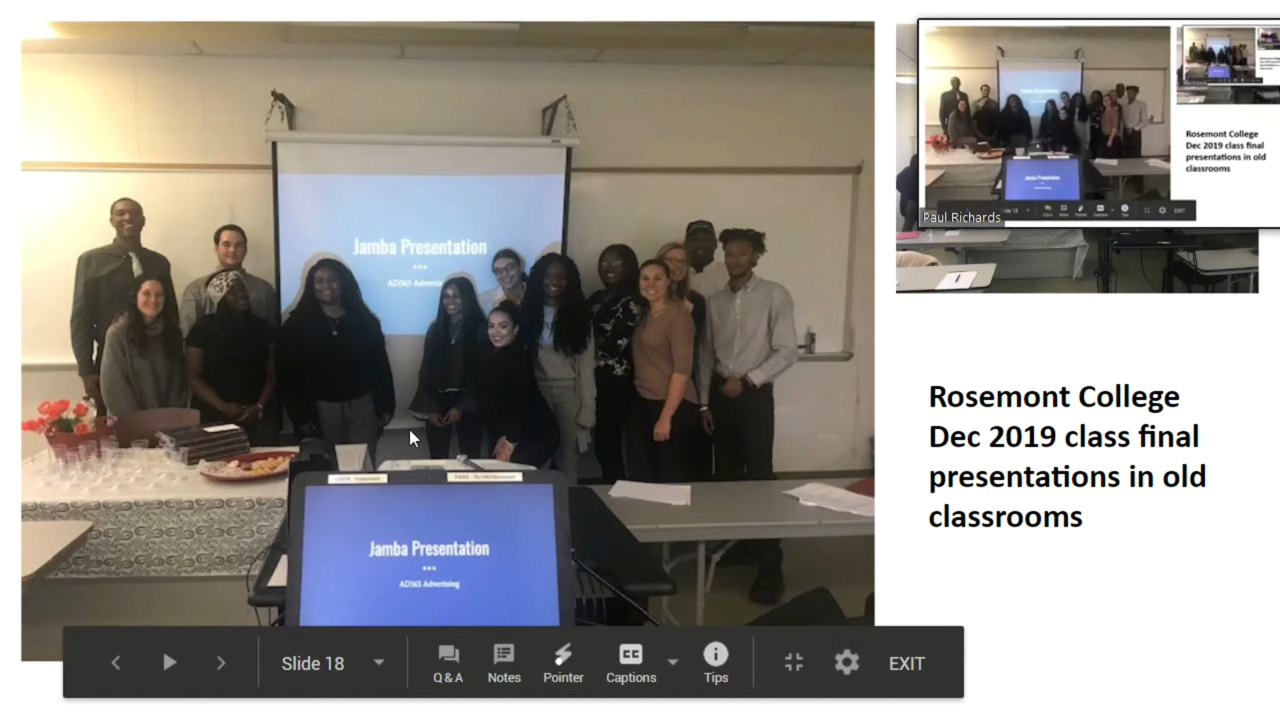 Jamba Presentation
AD365 Advertising
Jamba Presentation
AD365 Advertising
Rosemont College
Dec 2019 class final
presentations in old
classrooms
Paul Richards
Rosemont College
Dec 2019 class final
presentations in old
classrooms
Slide 18
Q & A
Notes
Pointer
Captions
Tips
EXIT